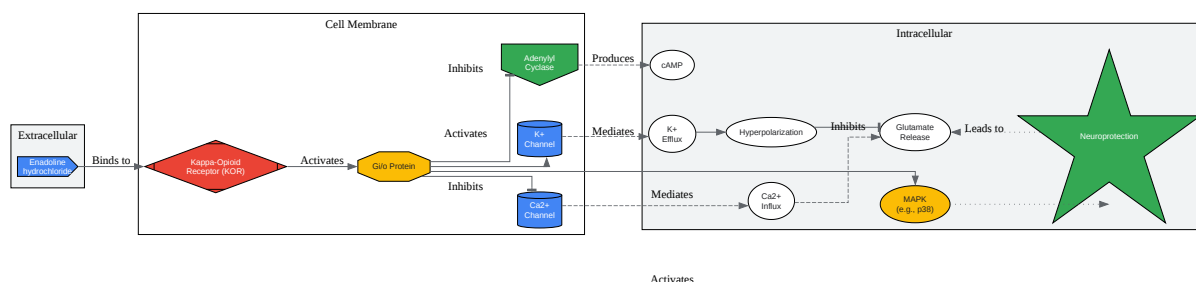 Cell Membrane
Intracellular
Extracellular
Enadoline
hydrochloride
Binds to
Kappa-Opioid
Receptor (KOR)
Activates
Gi/o Protein
Inhibits
Adenylyl
Cyclase
Produces
cAMP
Activates
K+
Channel
Mediates
K+
Efflux
Hyperpolarization
Inhibits
Glutamate
Release
Leads to
Neuroprotection
Inhibits
Ca2+
Channel
Mediates
Ca2+
Influx
MAPK
(e.g., p38)
Activates